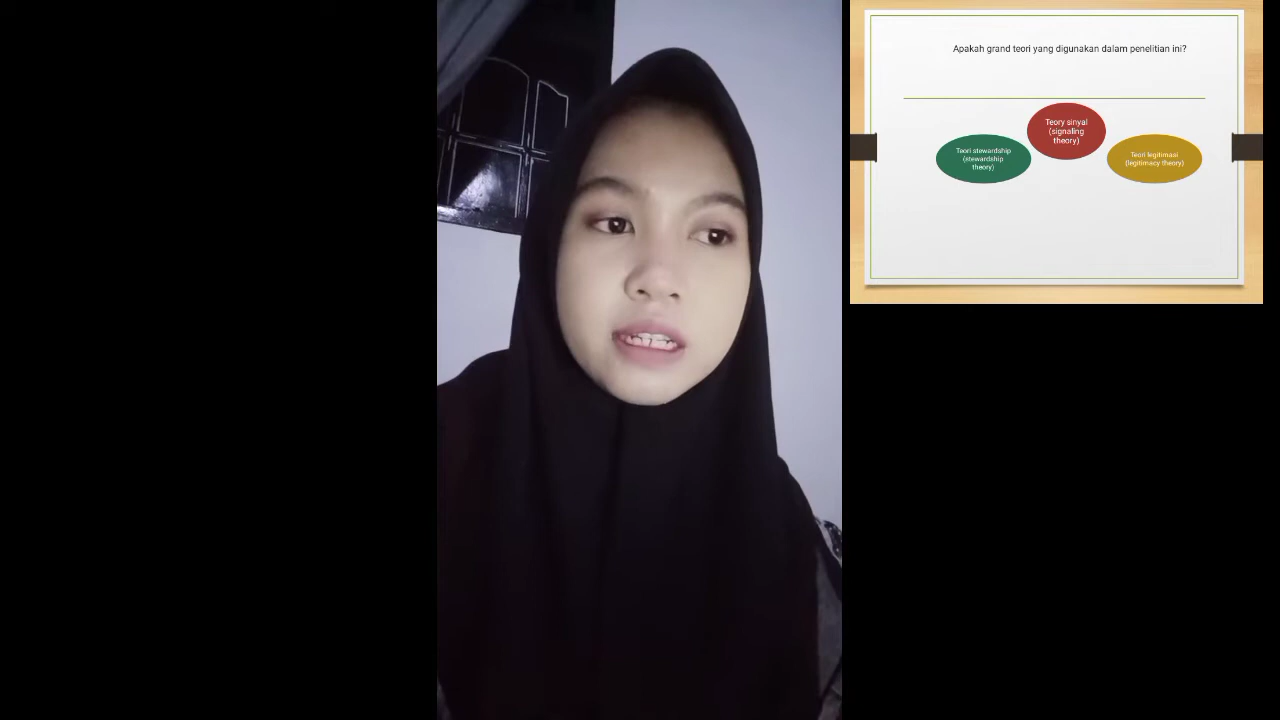 Apakah grand teori yang digunakan dalam penelitian ini?
Teori stewardship
(stewardship
theory)
Teory sinyal
(signaling
theory)
Teori legitimasi
(legitimacy theory)